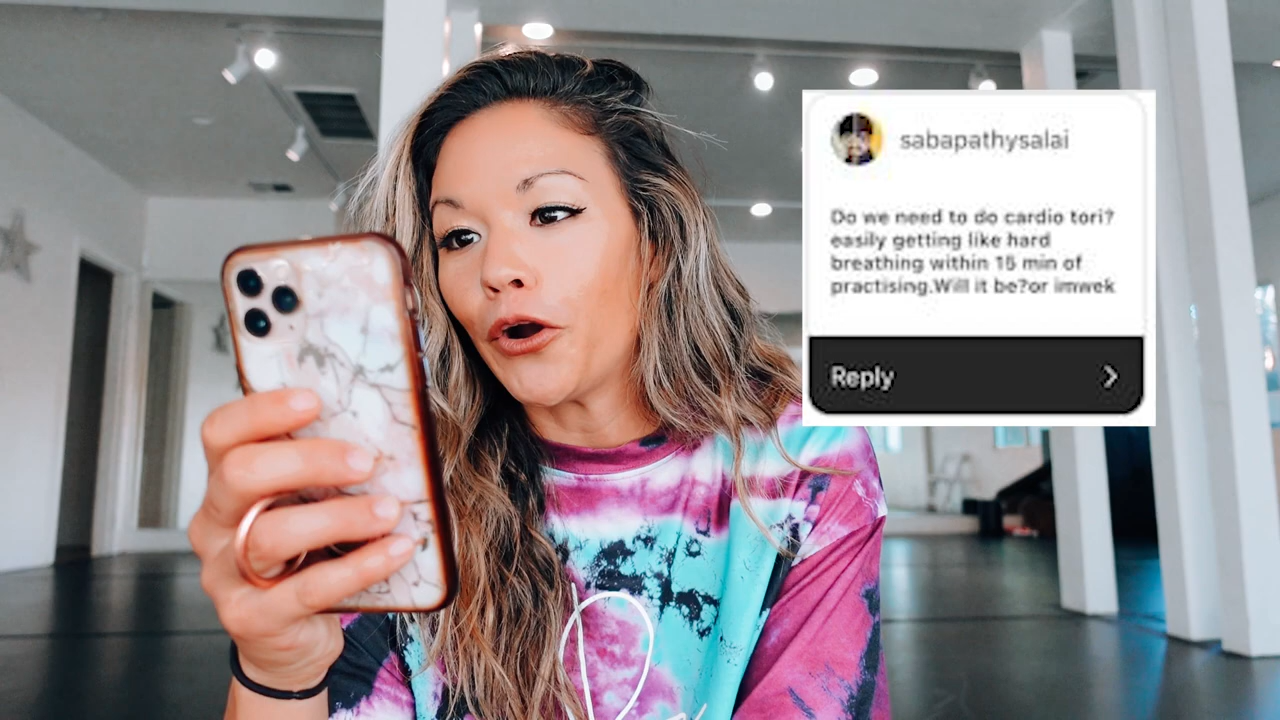 sabapathysalai
Do we need to do cardio tori?
easily getting like hard
breathing within 15 min of
practising.Will it be?or imwek
Reply